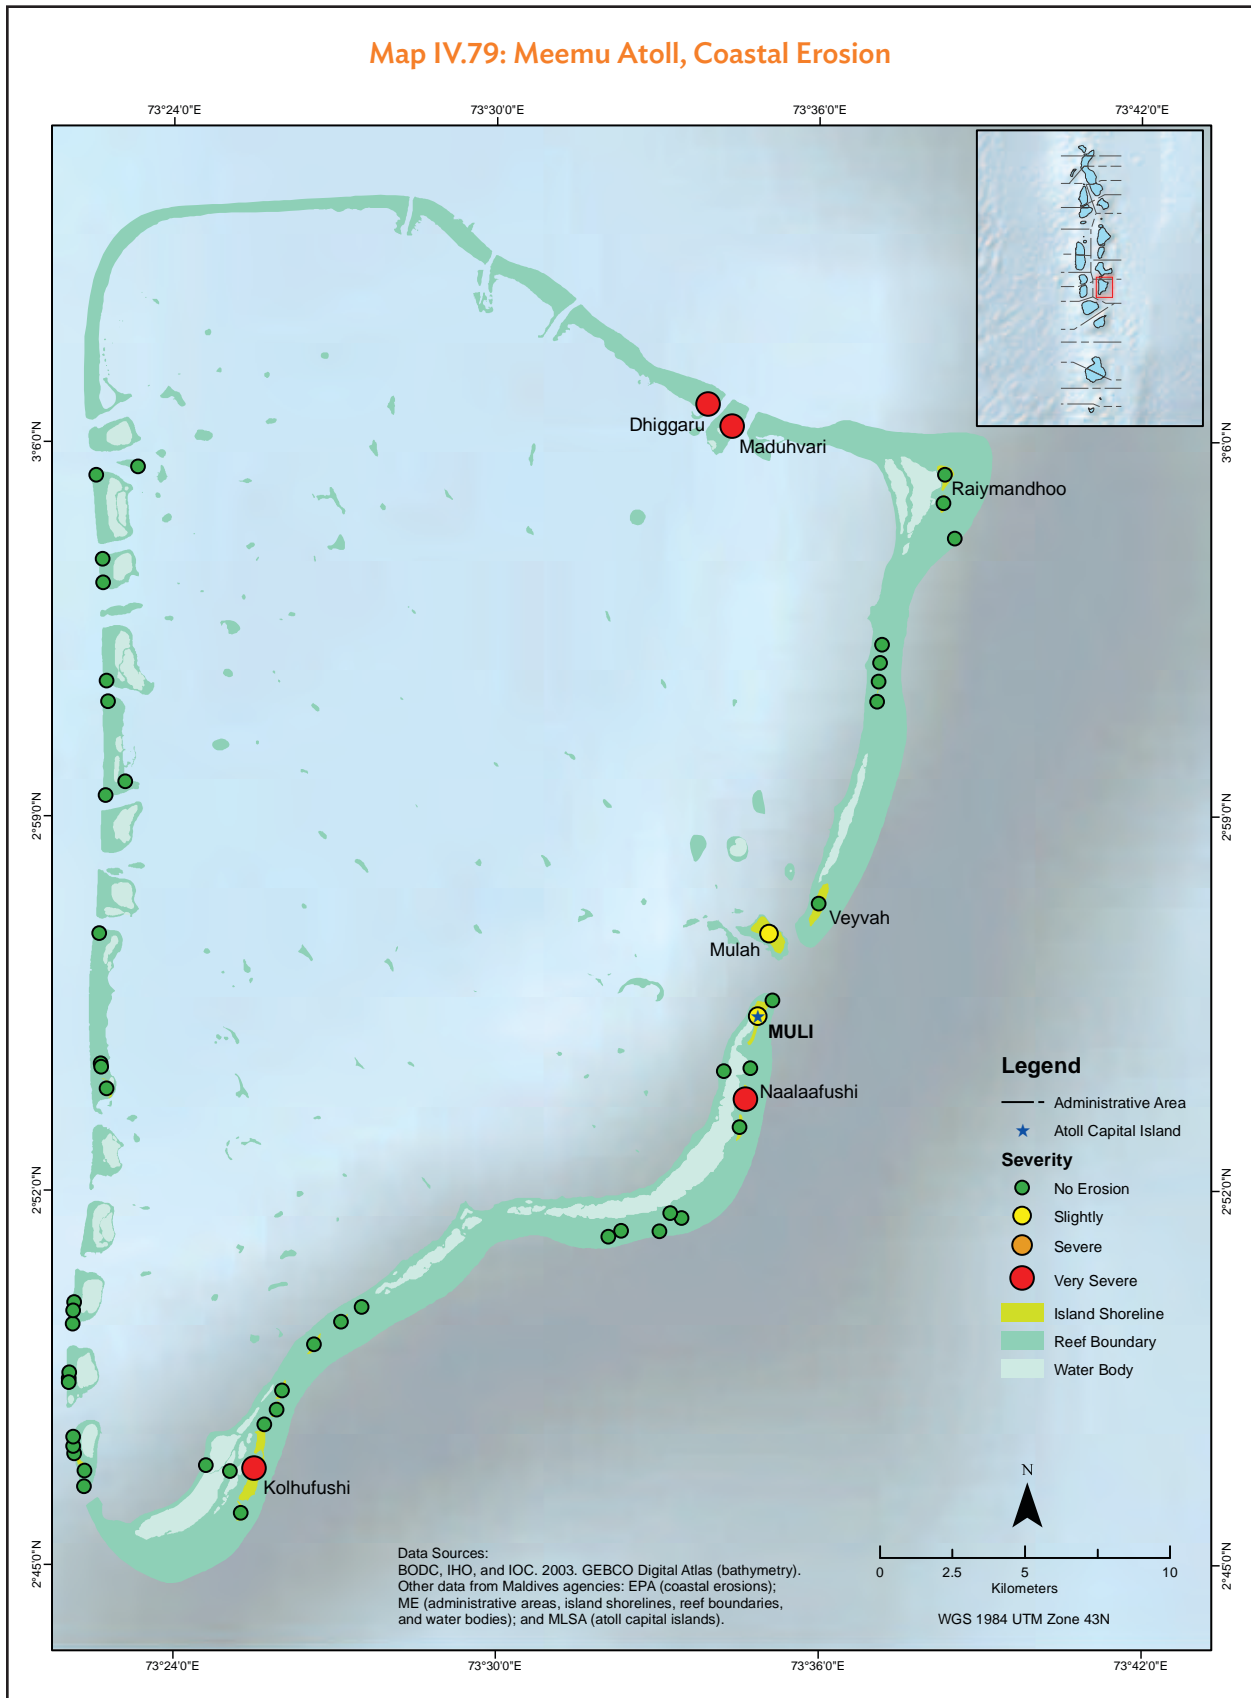 Map IV.79: Meemu Atoll, Coastal Erosion
73°24'0"E
73°30'0"E
73°36'0"E
73°42'0"E
3°6'0"N
3°6'0"N
Dhiggaru
Maduhvari
Raiymandhoo
2°59'0"N
2°59'0"N
Veyvah
Mulah
MULI
Naalaafushi
2°52'0"N
2°52'0"N
Kolhufushi
2°45'0"N
2°45'0"N
Legend
Administrative Area
Atoll Capital Island
Severity
No Erosion
Slightly
Severe
Very Severe
Island Shoreline
Reef Boundary
Water Body
N
0
2.5
5
10
Kilometers
WGS 1984 UTM Zone 43N
Data Sources:
BODC, IHO, and IOC. 2003. GEBCO Digital Atlas (bathymetry).
Other data from Maldives agencies: EPA (coastal erosions);
ME (administrative areas, island shorelines, reef boundaries,
and water bodies); and MLSA (atoll capital islands).
73°24'0"E
73°30'0"E
73°36'0"E
73°42'0"E